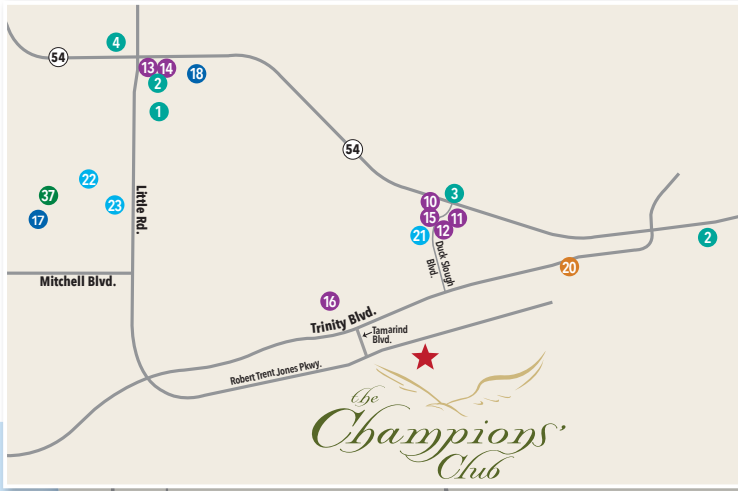 4
54
13
14
18
2
1
54
22
37
23
17
Little Rd.
3
10
15
11
12
21
Duck Slough
Blvd.
2
20
Mitchell Blvd.
16
Trinity Blvd.
←Tamarind
Blvd.
Robert Trent Jones Pkwy.
the
Champions'
Club